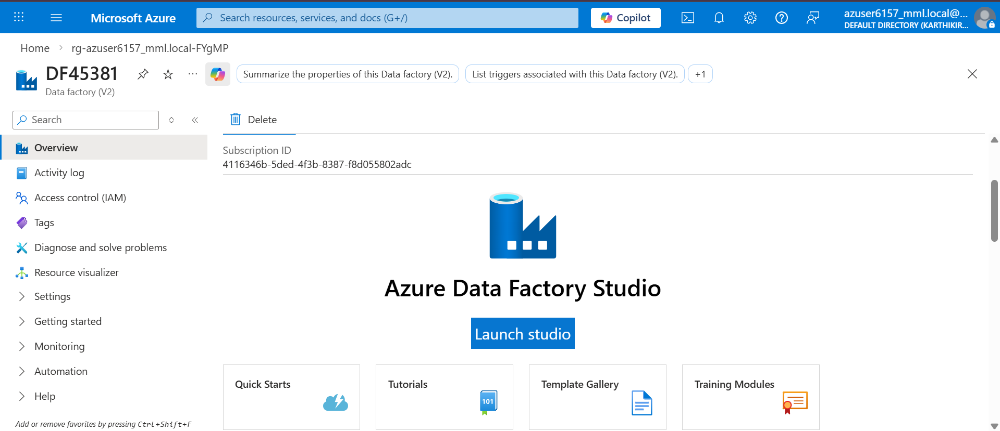 Microsoft Azure
Search resources, services, and docs (G+/)
Copilot
azuser6157_mml.local@...
DEFAULT DIRECTORY (KARTHIKIR...
Home
rg-azuser6157_mml.local-FYgMP
DF45381
Data factory (V2)
Summarize the properties of this Data factory (V2).
List triggers associated with this Data factory (V2).
+1
Search
Delete
Overview
Activity log
Access control (IAM)
Tags
Diagnose and solve problems
Resource visualizer
Settings
Getting started
Monitoring
Automation
Help
Add or remove favorites by pressing Ctrl+Shift+F
Subscription ID
4116346b-5ded-4f3b-8387-f8d055802adc
Azure Data Factory Studio
Launch studio
Quick Starts
Tutorials
101
Template Gallery
Training Modules